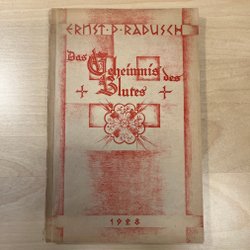 ERNST·P·RADUSCH
Das Geheimnis des
Blutes
1928